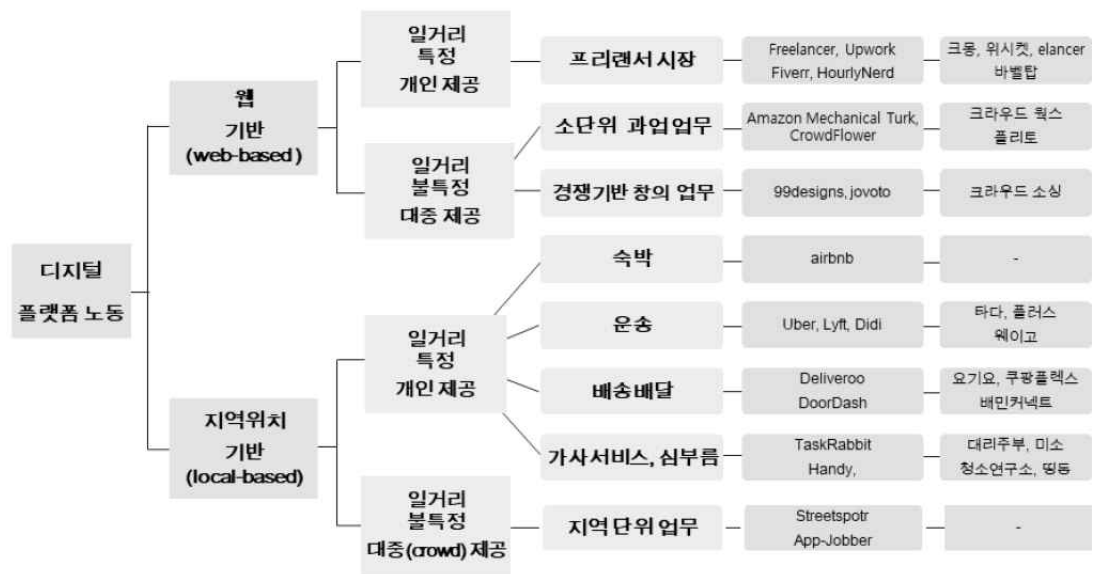 디지털
플랫폼 노동
웹
기반
(web-based)
일거리
특정
개인 제공
프리랜서 시장
Freelancer, Upwork
Fiverr, HourlyNerd
크몽, 위시켓, elancer
바벨탑
일거리
불특정
대중 제공
소단위 과업업무
Amazon Mechanical Turk,
CrowdFlower
크라우드 웍스
플리토
경쟁기반 창의 업무
99designs, jovoto
크라우드 소싱
지역위치
기반
(local-based)
일거리
특정
개인 제공
숙박
airbnb
-
운송
Uber, Lyft, Didi
타다, 플러스
웨이고
배송배달
Deliveroo
DoorDash
요기요, 쿠팡플렉스
배민커넥트
가사서비스, 심부름
TaskRabbit
Handy,
대리주부, 미소
청소연구소, 띵동
일거리
불특정
대중(crowd) 제공
지역단위업무
Streetspotr
App-Jobber
-